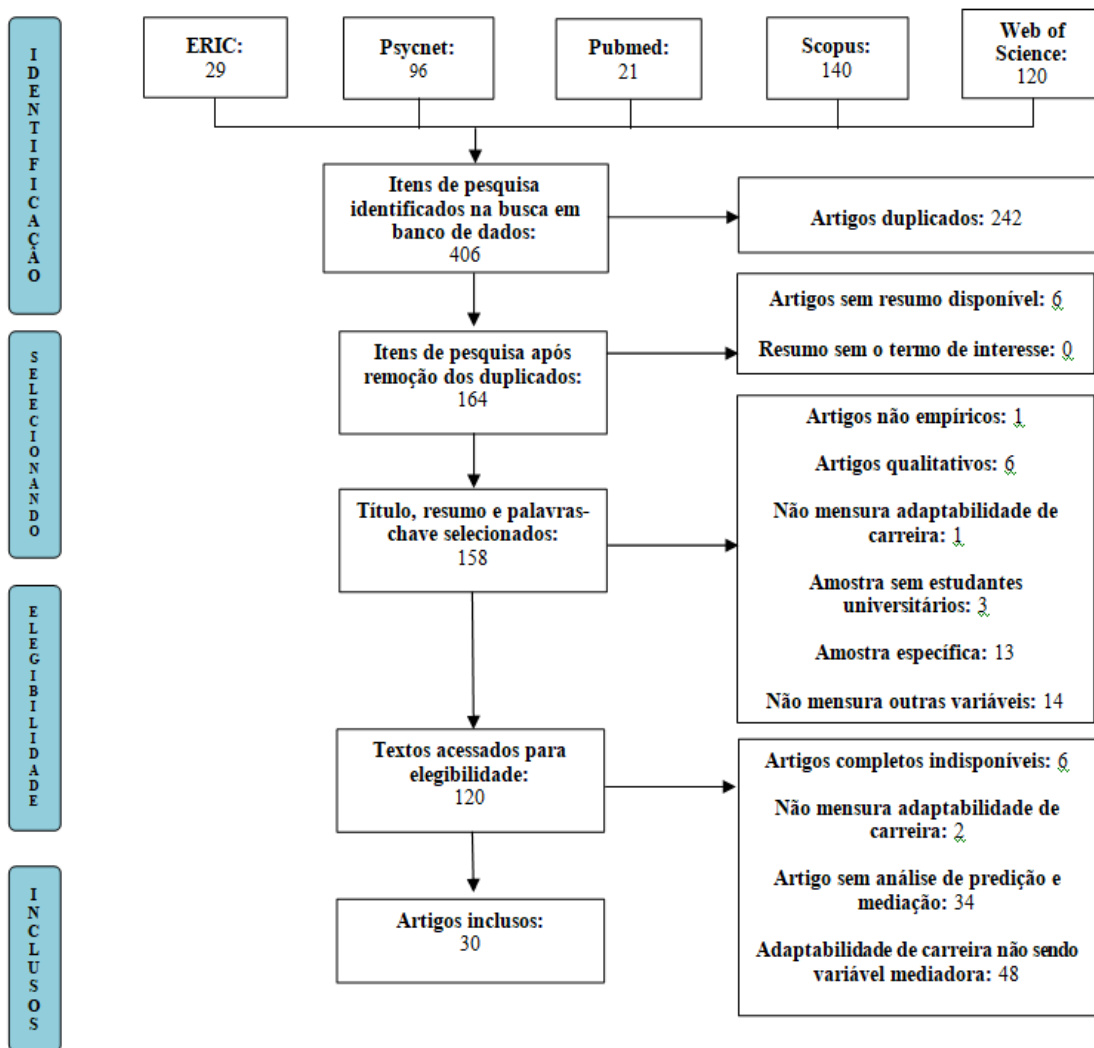 IDENTIFICAÇÂO
ERIC:
29
Psycnet:
96
Pubmed:
21
Scopus:
140
Web of
Science:
120
Itens de pesquisa
identificados na busca em
banco de dados:
406
Artigos duplicados: 242
SELECIONANDO
Itens de pesquisa após
remoção dos duplicados:
164
Artigos sem resumo disponível: 6
Resumo sem o termo de interesse: 0
Título, resumo e palavras-
chave selecionados:
158
Artigos não empíricos: 1
Artigos qualitativos: 6
Não mensura adaptabilidade de
carreira: 1
Amostra sem estudantes
universitários: 3
Amostra específica: 13
Não mensura outras variáveis: 14
ELEGIBILIDADE
Textos acessados para
elegibilidade:
120
Artigos completos indisponíveis: 6
Não mensura adaptabilidade de
carreira: 2
Artigo sem análise de predição e
mediação: 34
Adaptabilidade de carreira não sendo
variável mediadora: 48
INCLUSOS
Artigos inclusos:
30